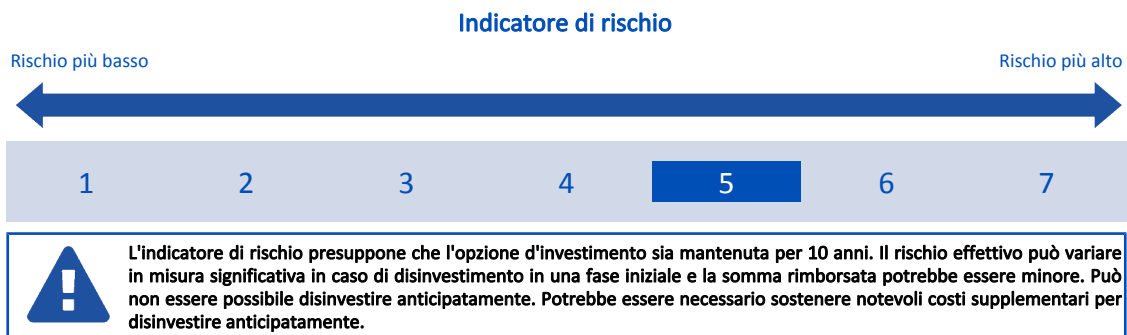 Indicatore di rischio
Rischio più basso
Rischio più alto
1 2 3 4 5 6 7
L'indicatore di rischio presuppone che l'opzione d'investimento sia mantenuta per 10 anni. Il rischio effettivo può variare
in misura significativa in caso di disinvestimento in una fase iniziale e la somma rimborsata potrebbe essere minore. Può
non essere possibile disinvestire anticipatamente. Potrebbe essere necessario sostenere notevoli costi supplementari per
disinvestire anticipatamente.